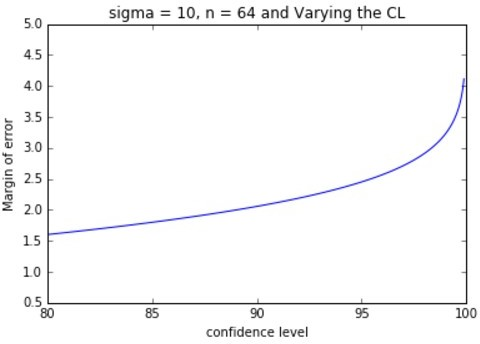 sigma = 10, n = 64 and Varying the CL
5.0
4.5
4.0
3.5
3.0
2.5
2.0
1.5
1.0
0.5
Margin of error
80 85 90 95 100
confidence level